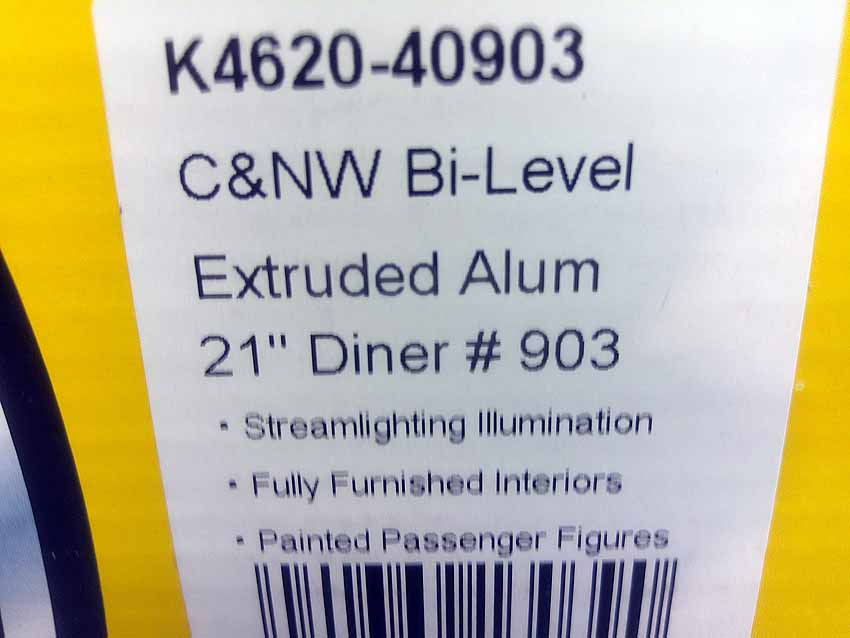 K4620-40903
C&NW Bi-Level
Extruded Alum
21" Diner # 903
· Streamlighting Illumination
· Fully Furnished Interiors
· Painted Passenger Figures